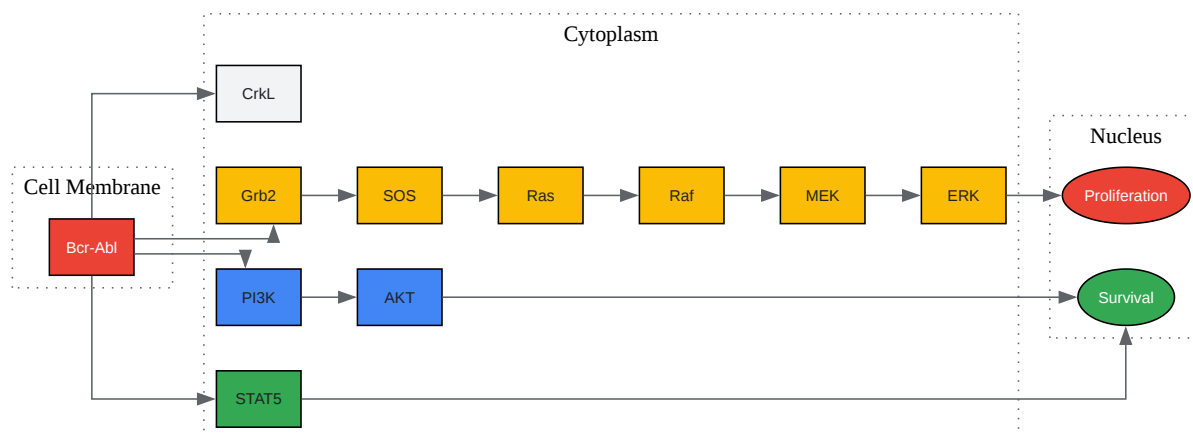 Cytoplasm
CrkL
Nucleus
Cell Membrane
Grb2
SOS
Ras
Raf
MEK
ERK
Proliferation
Bcr-Abl
PI3K
AKT
Survival
STAT5